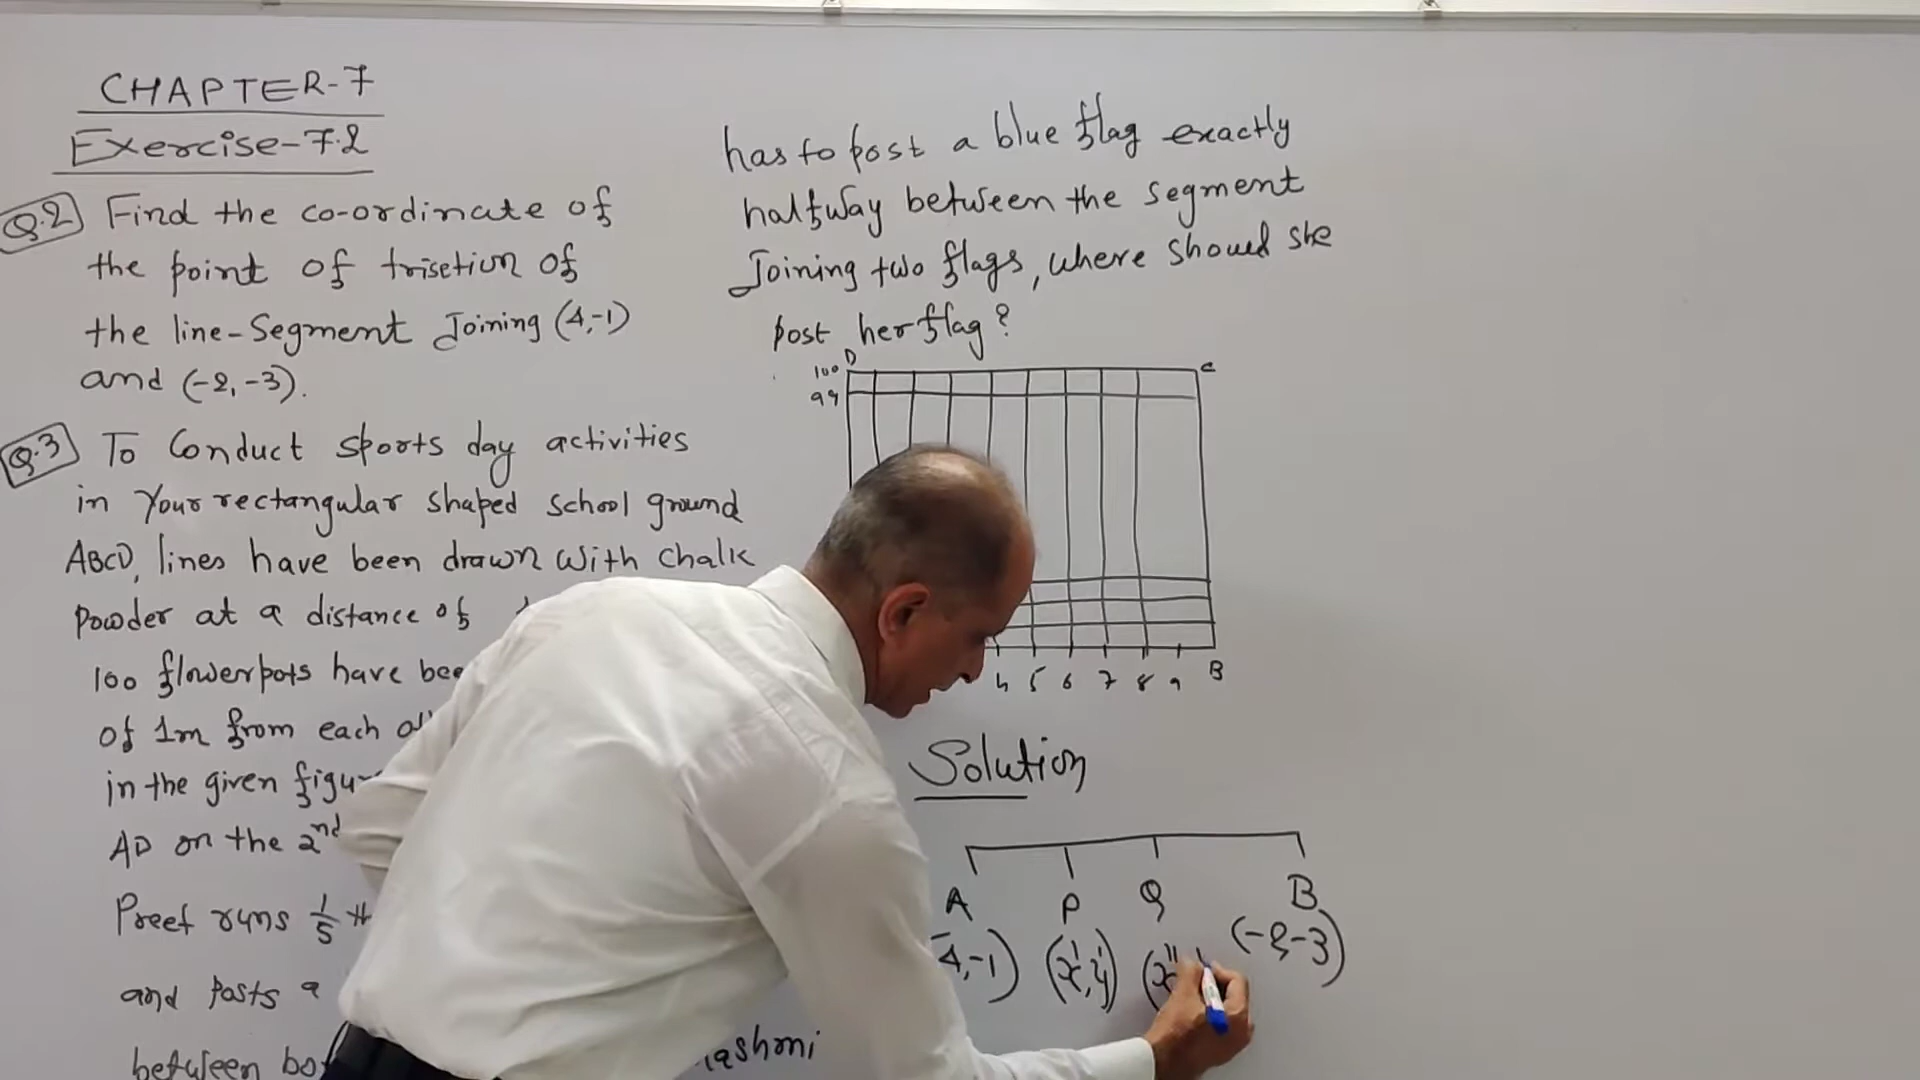 CHAPTER-7
Exercise-7.2
Q.2 Find the co-ordinate of
the point of trisetion of
the line-Segment Joining (4,-1)
and (-2,-3).
Q.3 To Conduct sports day activities
in Your rectangular shaped school ground
ABCD, lines have been drawn with chalk
Powder at a distance of
100 flowerpots have bee
of 1m from each
in the given figu
AD on the 2nd
Preet runs 1/5
and Posts a
between bo
ashmi
has to post a blue flag exactly
halfway between the segment
Joining two flags, where should she
post her flag?
D C
100
99
4 5 6 7 8 9 B
Solution
A P Q B
4,-1) (x',y') (x" (-2,-3)